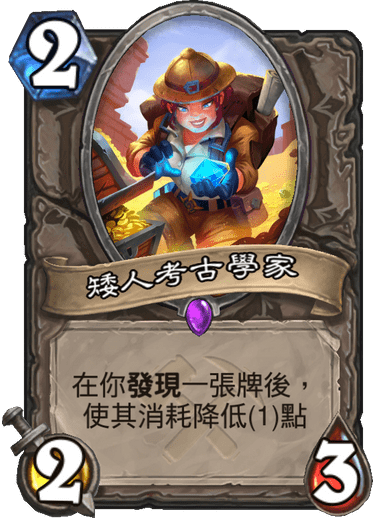 2
矮人考古學家
在你發現一張牌後，
使其消耗降低(1)點
2
3